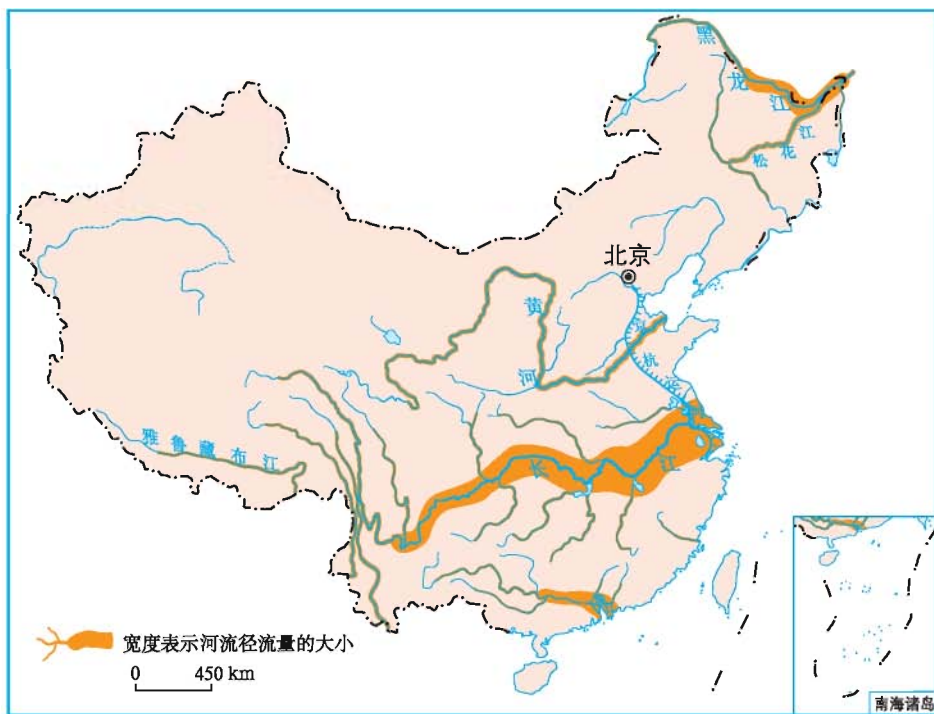 黑龙江
松花江
北京
黄河
京杭运河
雅鲁藏布江
长江
宽度表示河流径流量的大小
0 450 km
南海诸岛